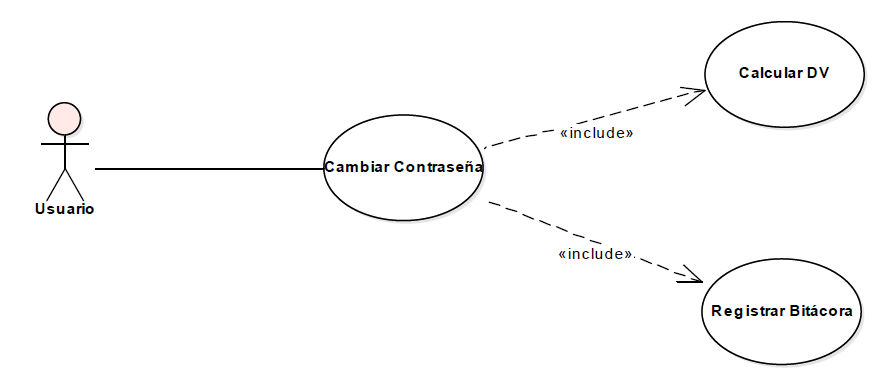 Calcular DV
«include»
Cambiar Contraseña
Usuario
«include»
Registrar Bitácora